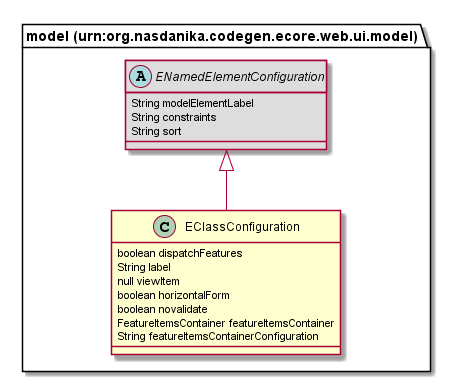 model (urn:org.nasdanika.codegen.ecore.web.ui.model)
A ENamedElementConfiguration
String modelElementLabel
String constraints
String sort
C EClassConfiguration
boolean dispatchFeatures
String label
null viewItem
boolean horizontalForm
boolean novalidate
FeatureItemsContainer featureItemsContainer
String featureItemsContainerConfiguration